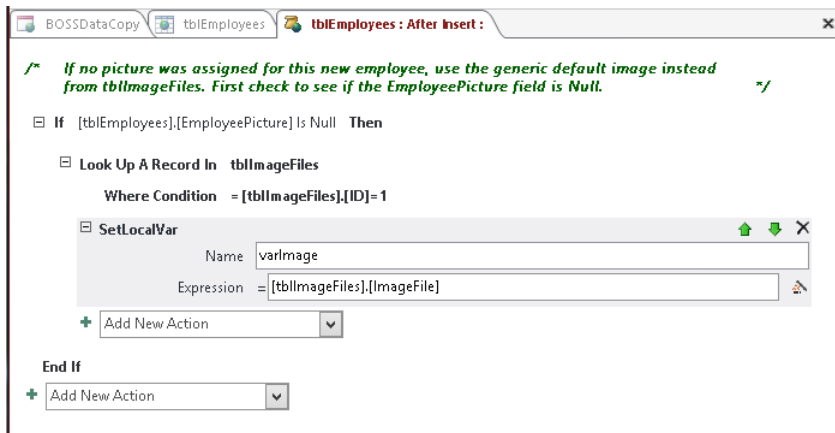 BOSSDataCopy tblEmployees tblEmployees : After Insert :
/* If no picture was assigned for this new employee, use the generic default image instead
from tblImageFiles. First check to see if the EmployeePicture field is Null. */
If [tblEmployees].[EmployeePicture] Is Null Then
Look Up A Record In tblImageFiles
Where Condition = [tblImageFiles].[ID]=1
SetLocalVar
Name varImage
Expression = [tblImageFiles].[ImageFile]
Add New Action
End If
Add New Action